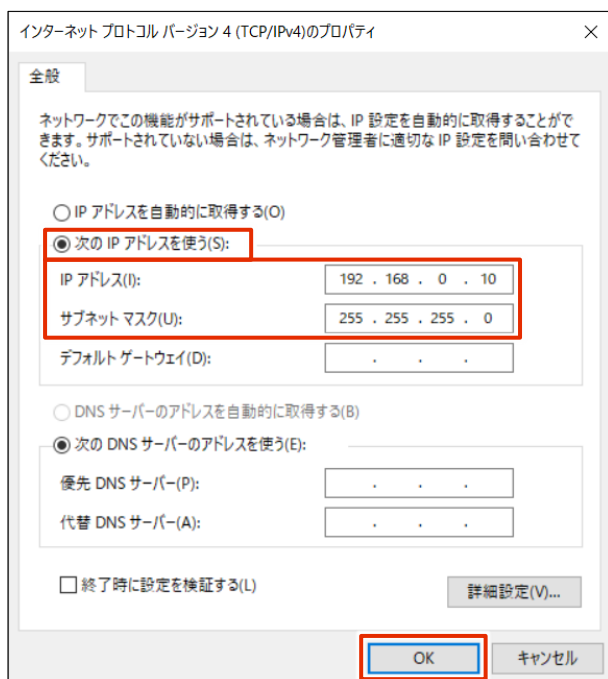 インターネット プロトコル バージョン 4 (TCP/IPv4)のプロパティ
全般
ネットワークでこの機能がサポートされている場合は、IP 設定を自動的に取得することがで
きます。サポートされていない場合は、ネットワーク管理者に適切な IP 設定を問い合わせて
ください。
IP アドレスを自動的に取得する(O)
次の IP アドレスを使う(S):
IP アドレス(I): 192 . 168 . 0 . 10
サブネット マスク(U): 255 . 255 . 255 . 0
デフォルト ゲートウェイ(D): . . .
DNS サーバーのアドレスを自動的に取得する(B)
次の DNS サーバーのアドレスを使う(E):
優先 DNS サーバー(P): . . .
代替 DNS サーバー(A): . . .
終了時に設定を検証する(L)
詳細設定(V)...
OK キャンセル